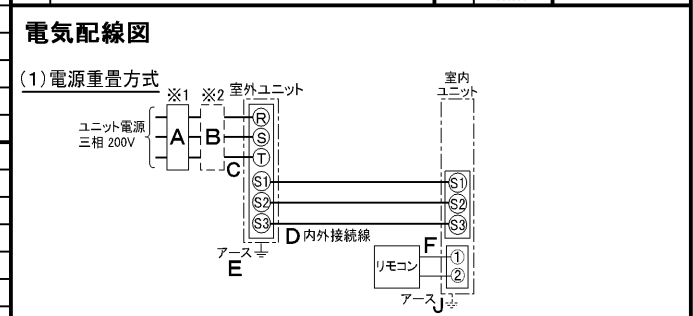 電気配線図
(1)電源重畳方式
※1 ※2 室外ユニット
室内
ユニット
ユニット電源
三相 200V
A B
R
S
T
C
S1
S2
S3
S1
S2
S3
D 内外接続線
アース
E
リモコン
F
①
②
アース J